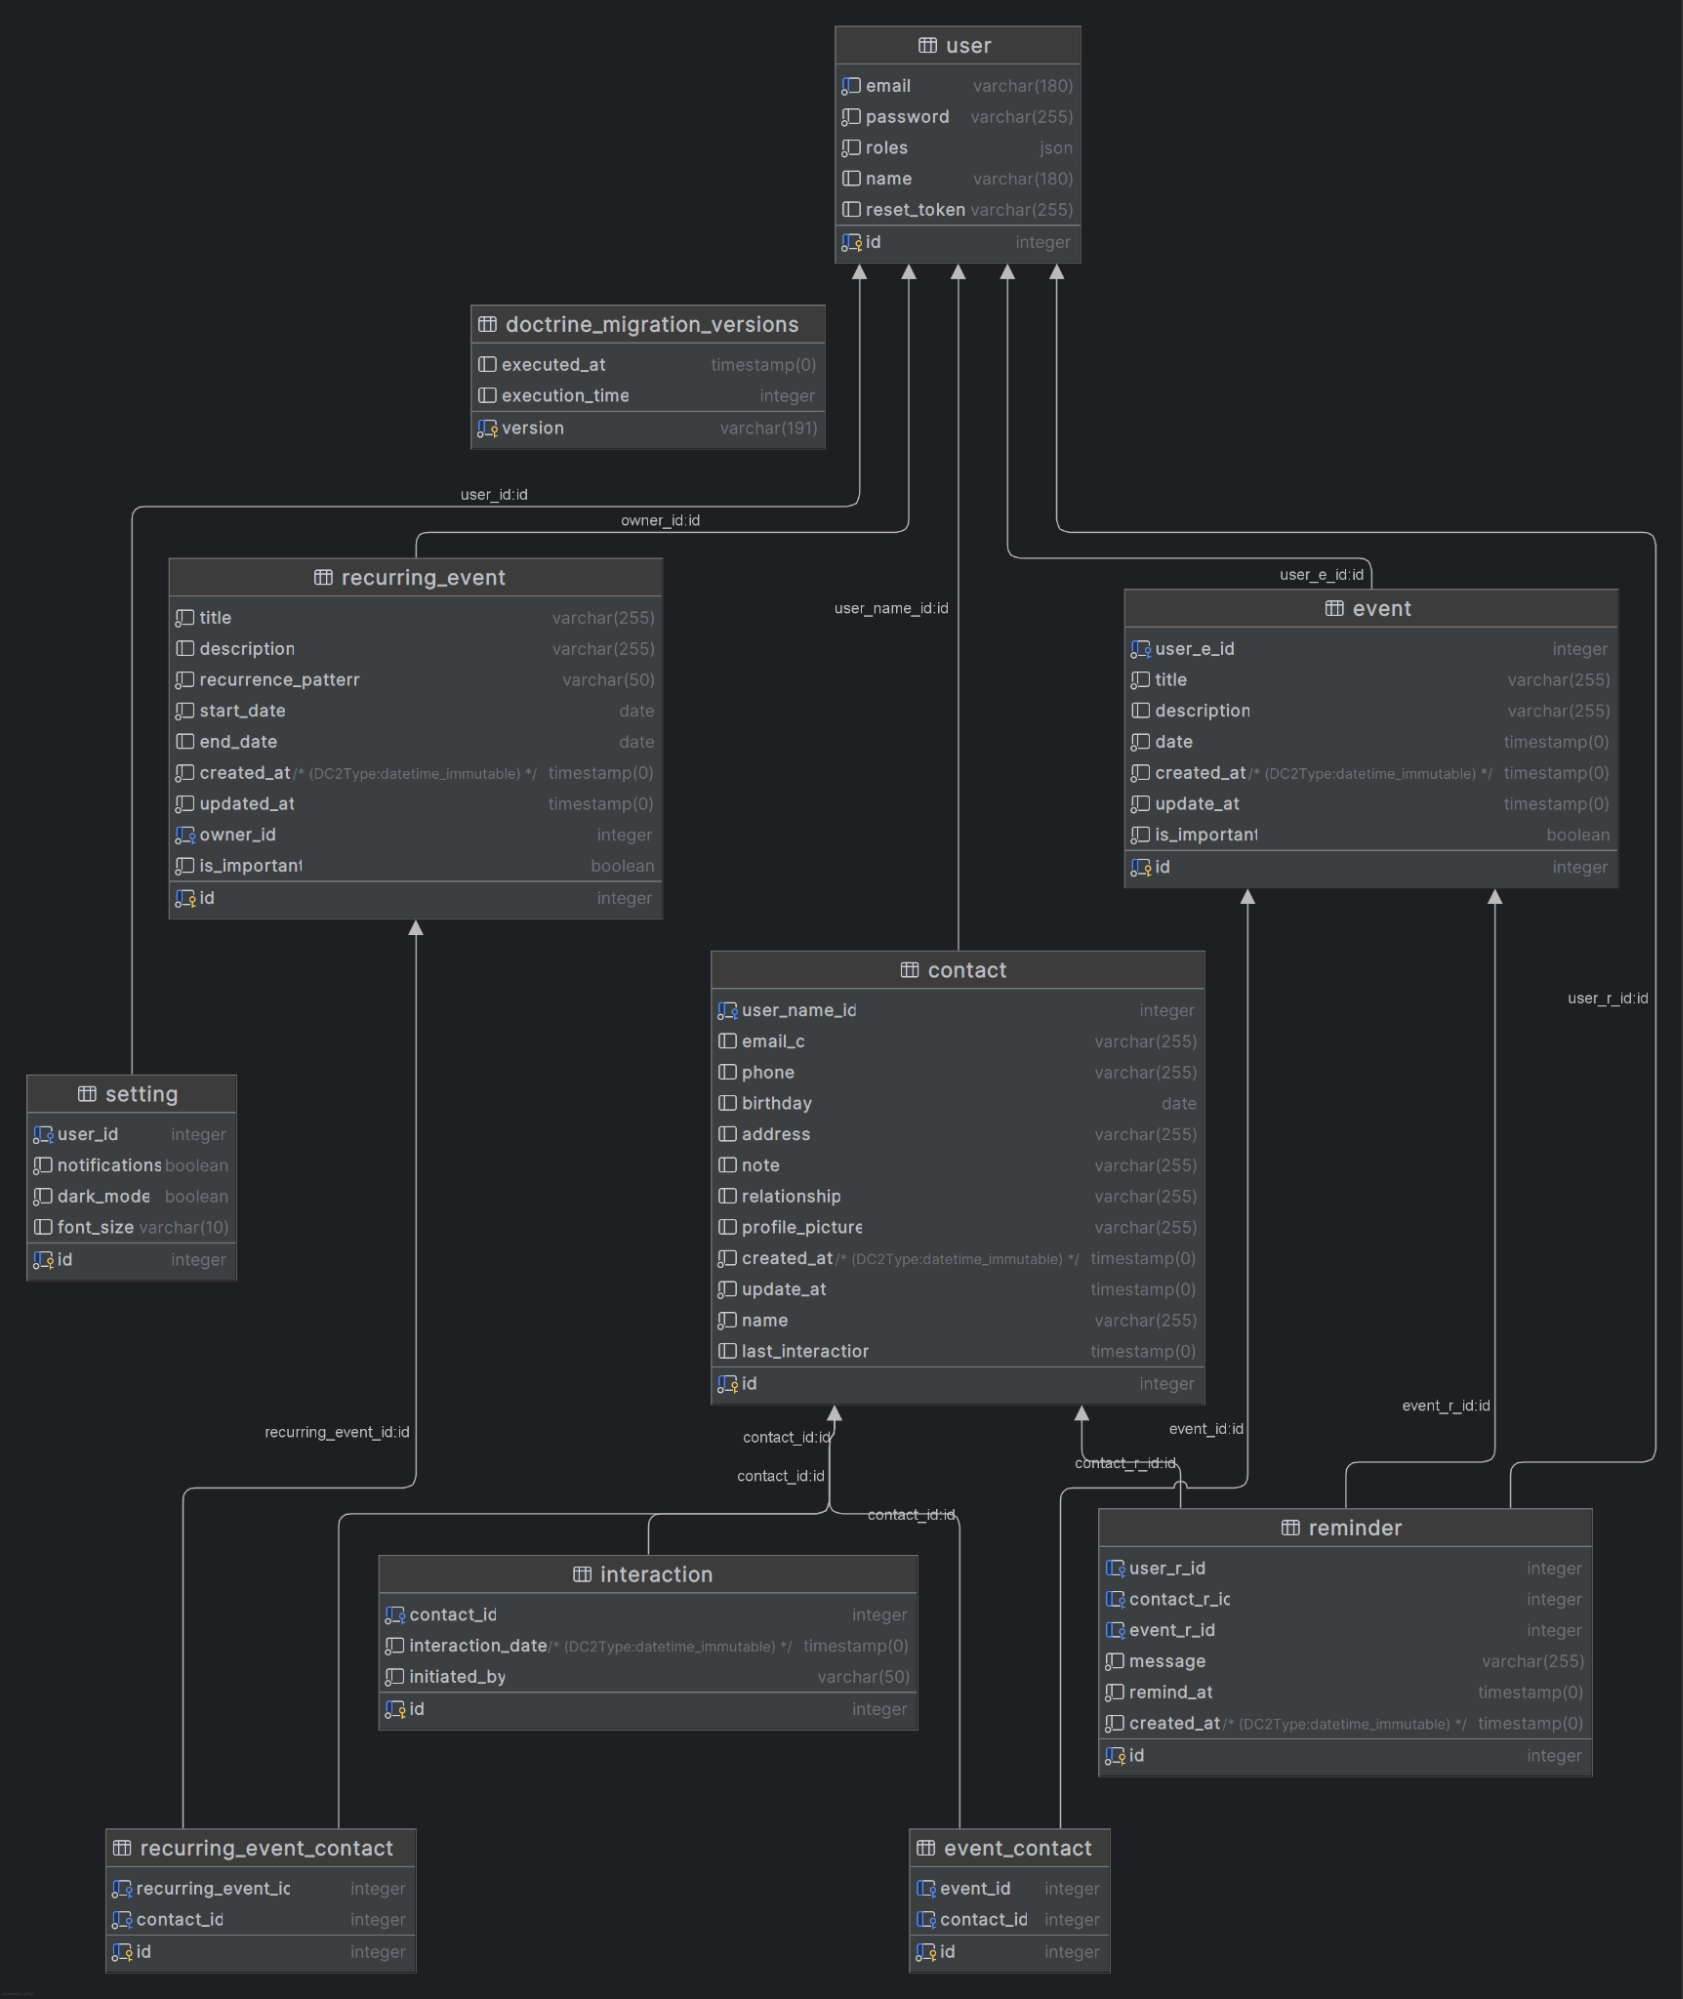 user
email varchar(180)
password varchar(255)
roles json
name varchar(180)
reset_token varchar(255)
id integer
doctrine_migration_versions
executed_at timestamp(0)
execution_time integer
version varchar(191)
user_id:id
owner_id:id
user_name_id:id
user_e_id:id
user_r_id:id
recurring_event
title varchar(255)
description varchar(255)
recurrence_patterr varchar(50)
start_date date
end_date date
created_at /* (DC2Type:datetime_immutable) */ timestamp(0)
updated_at timestamp(0)
owner_id integer
is_important boolean
id integer
event
user_e_id integer
title varchar(255)
description varchar(255)
date timestamp(0)
created_at /* (DC2Type:datetime_immutable) */ timestamp(0)
update_at timestamp(0)
is_important boolean
id integer
contact
user_name_id integer
email_c varchar(255)
phone varchar(255)
birthday date
address varchar(255)
note varchar(255)
relationship varchar(255)
profile_picture varchar(255)
created_at /* (DC2Type:datetime_immutable) */ timestamp(0)
update_at timestamp(0)
name varchar(255)
last_interactior timestamp(0)
id integer
setting
user_id integer
notifications boolean
dark_mode boolean
font_size varchar(10)
id integer
recurring_event_id:id
contact_id:id
contact_id:id
contact_id:id
contact_r_id:id
event_id:id
event_r_id:id
interaction
contact_id integer
interaction_date /* (DC2Type:datetime_immutable) */ timestamp(0)
initiated_by varchar(50)
id integer
reminder
user_r_id integer
contact_r_ic integer
event_r_id integer
message varchar(255)
remind_at timestamp(0)
created_at /* (DC2Type:datetime_immutable) */ timestamp(0)
id integer
recurring_event_contact
recurring_event_ic integer
contact_id integer
id integer
event_contact
event_id integer
contact_id integer
id integer